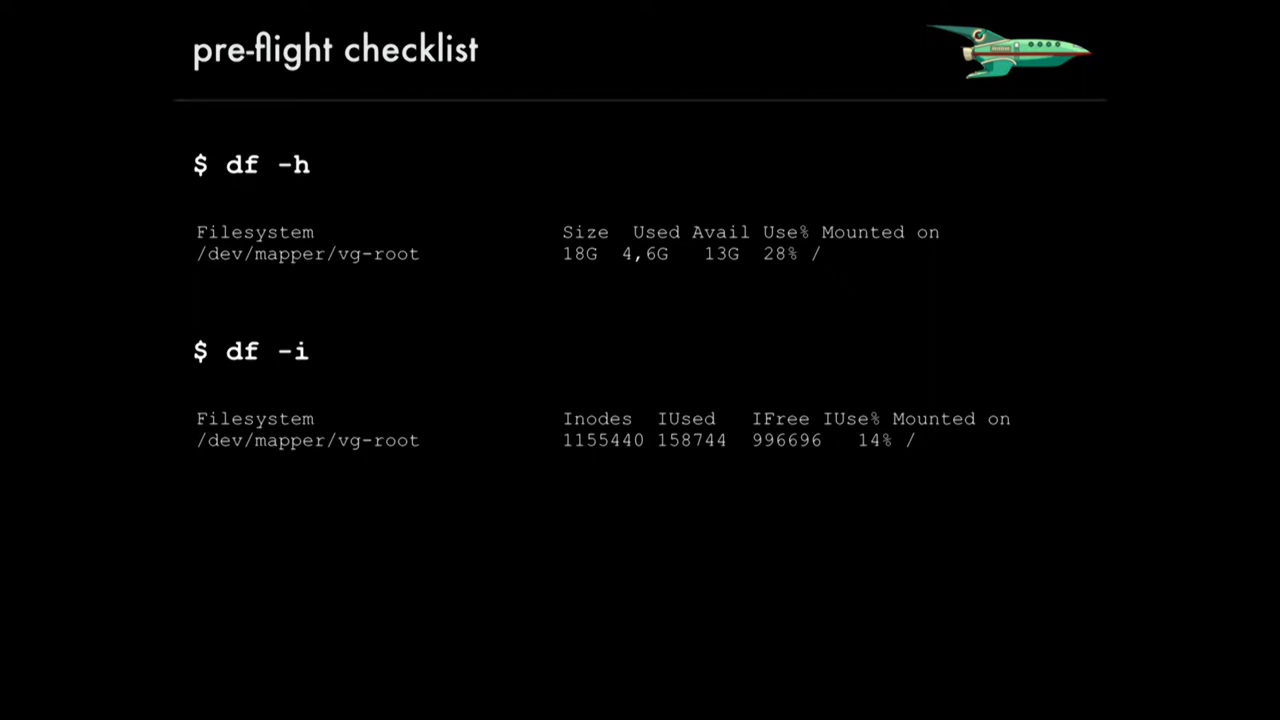 pre-flight checklist
$ df -h
Filesystem Size Used Avail Use% Mounted on
/dev/mapper/vg-root 18G 4,6G 13G 28% /
$ df -i
Filesystem Inodes IUsed IFree IUse% Mounted on
/dev/mapper/vg-root 1155440 158744 996696 14% /